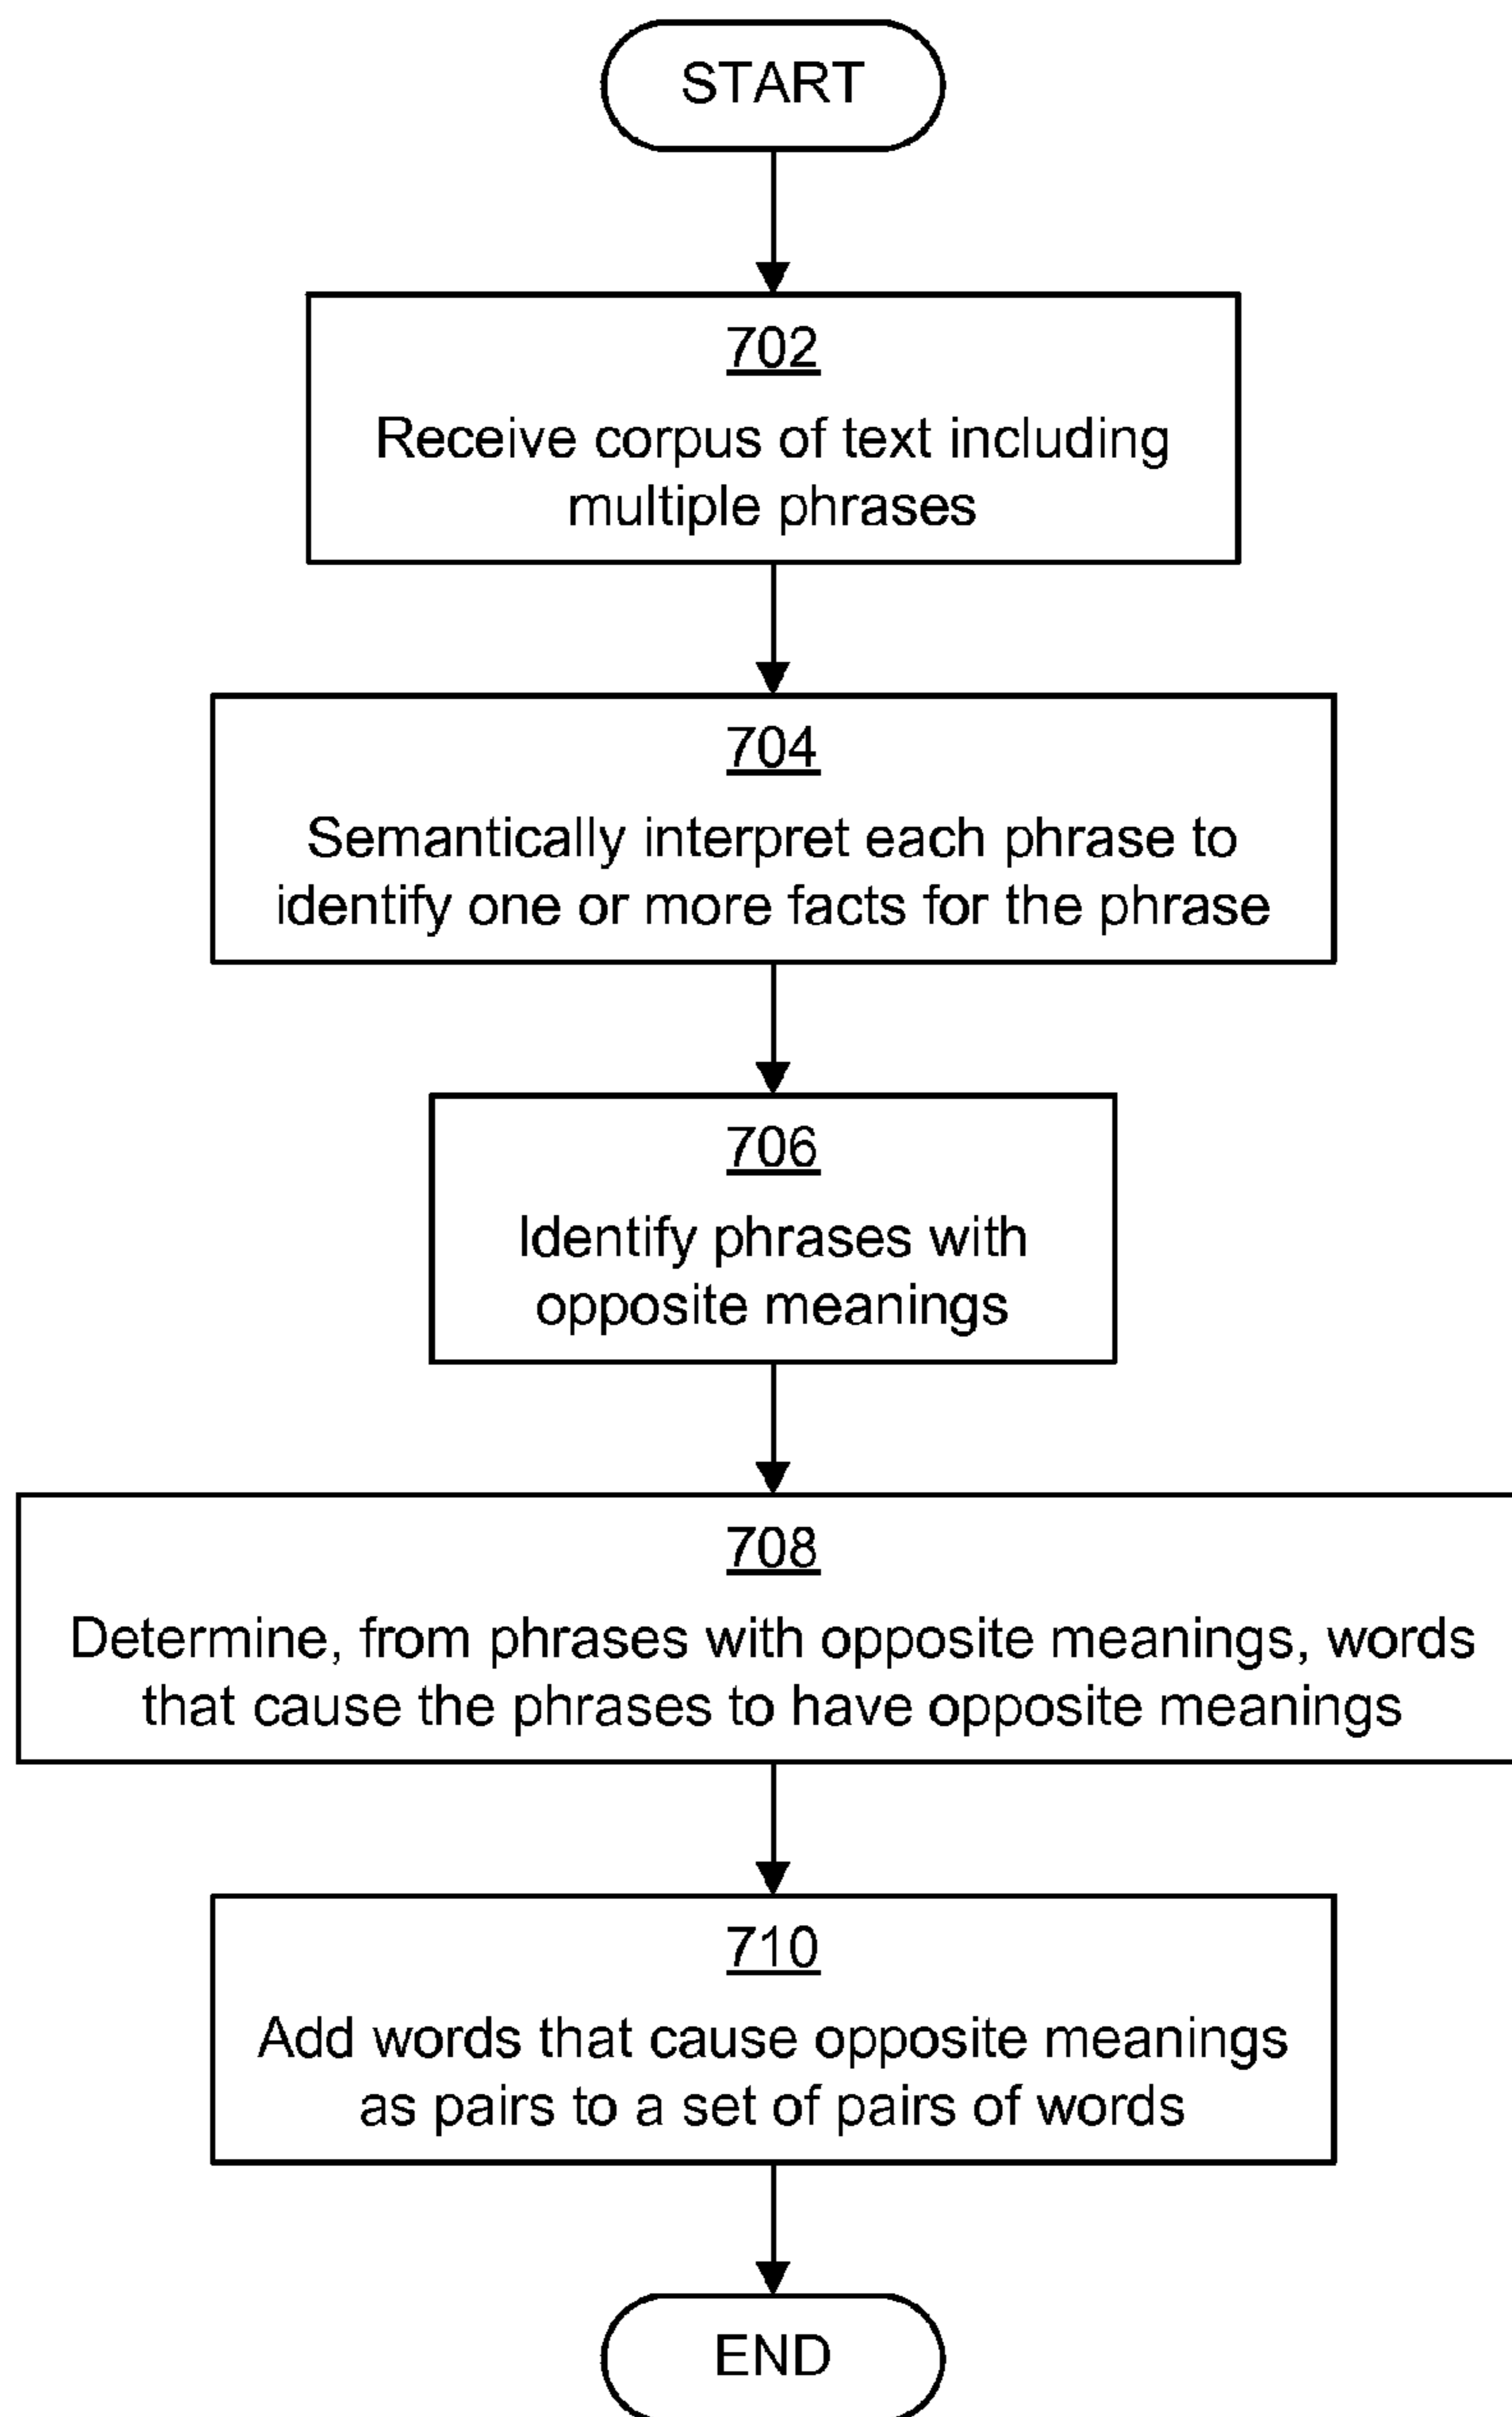 START
702
Receive corpus of text including
multiple phrases
704
Semantically interpret each phrase to
identify one or more facts for the phrase
706
Identify phrases with
opposite meanings
708
Determine, from phrases with opposite meanings, words
that cause the phrases to have opposite meanings
710
Add words that cause opposite meanings
as pairs to a set of pairs of words
END